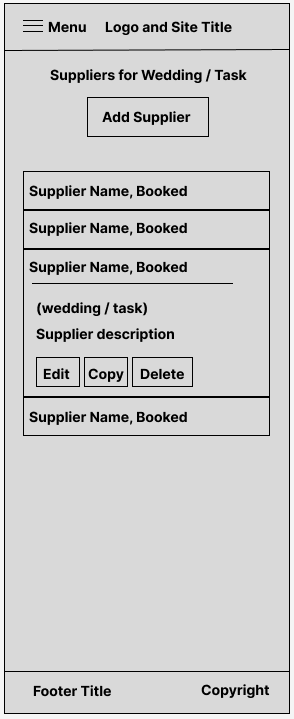 Menu Logo and Site Title
Suppliers for Wedding / Task
Add Supplier
Supplier Name, Booked
Supplier Name, Booked
Supplier Name, Booked
(wedding / task)
Supplier description
Edit Copy Delete
Supplier Name, Booked
Footer Title Copyright